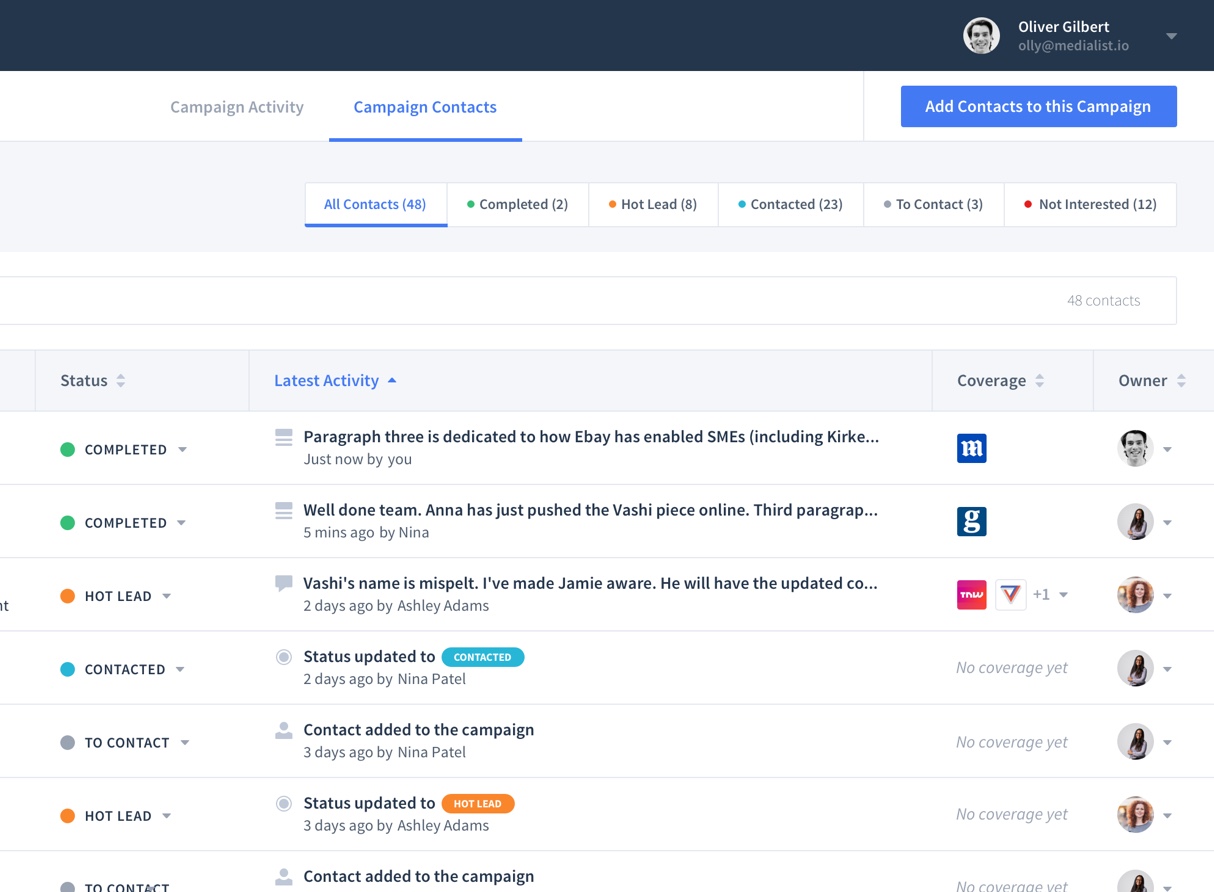 Oliver Gilbert
olly@medialist.io
Campaign Activity
Campaign Contacts
Add Contacts to this Campaign
All Contacts (48)
Completed (2)
Hot Lead (8)
Contacted (23)
To Contact (3)
Not Interested (12)
48 contacts
Status
Latest Activity
Coverage
Owner
COMPLETED
Paragraph three is dedicated to how Ebay has enabled SMEs (including Kirke...
Just now by you
m
COMPLETED
Well done team. Anna has just pushed the Vashi piece online. Third paragrap...
5 mins ago by Nina
g
nt
HOT LEAD
Vashi's name is mispelt. I've made Jamie aware. He will have the updated co...
2 days ago by Ashley Adams
TNW
+1
CONTACTED
Status updated to CONTACTED
2 days ago by Nina Patel
No coverage yet
TO CONTACT
Contact added to the campaign
3 days ago by Nina Patel
No coverage yet
HOT LEAD
Status updated to HOT LEAD
3 days ago by Ashley Adams
No coverage yet
TO CONTACT
Contact added to the campaign
No coverage yet